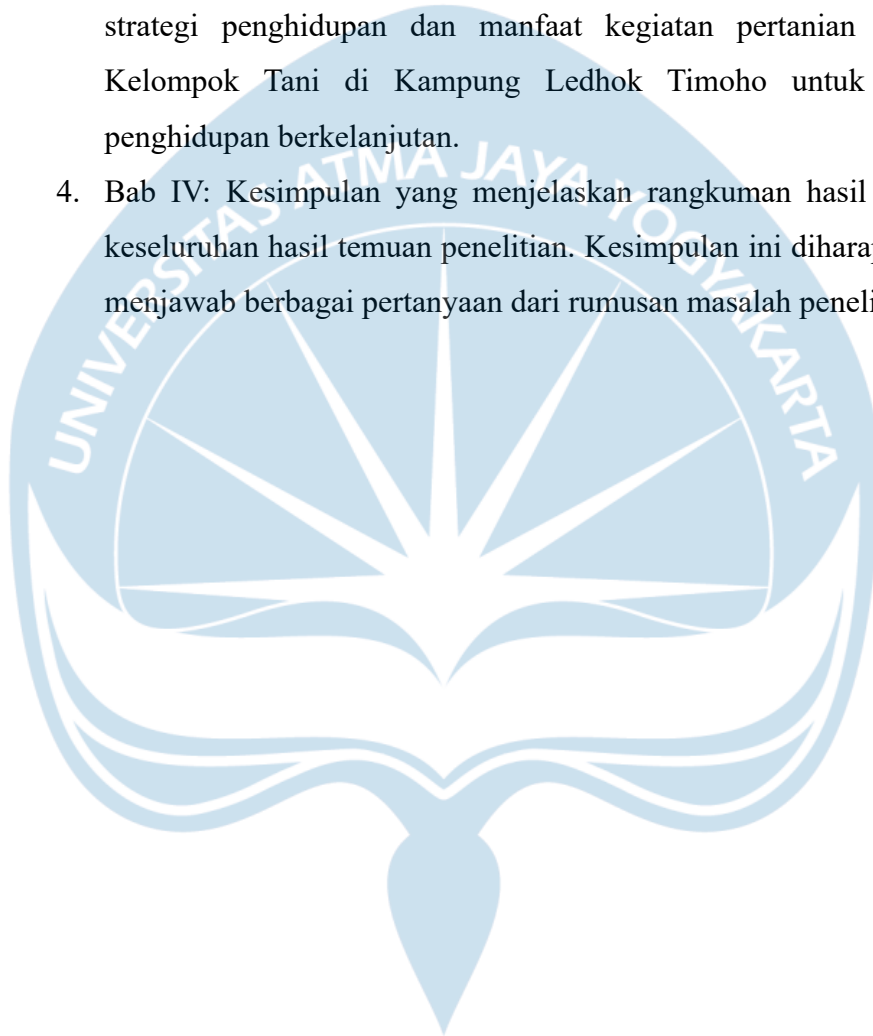 strategi penghidupan dan manfaat kegiatan pertanian
Kelompok Tani di Kampung Ledhok Timoho untuk
penghidupan berkelanjutan.
4. Bab IV: Kesimpulan yang menjelaskan rangkuman hasil
keseluruhan hasil temuan penelitian. Kesimpulan ini
menjawab berbagai pertanyaan dari rumusan masalah
UNIVERSITAS ATMA JAYA YOGYAKARTA